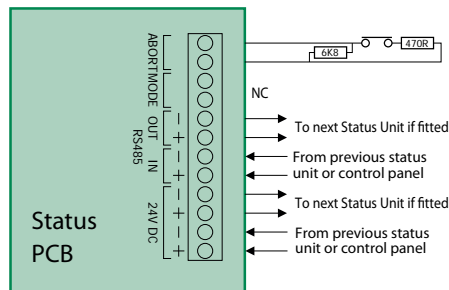 ABORT
MODE
OUT
IN
RS485
24V DC
− + − + − + − +
6K8
470R
NC
To next Status Unit if fitted
From previous status
unit or control panel
To next Status Unit if fitted
From previous status
unit or control panel
Status
PCB